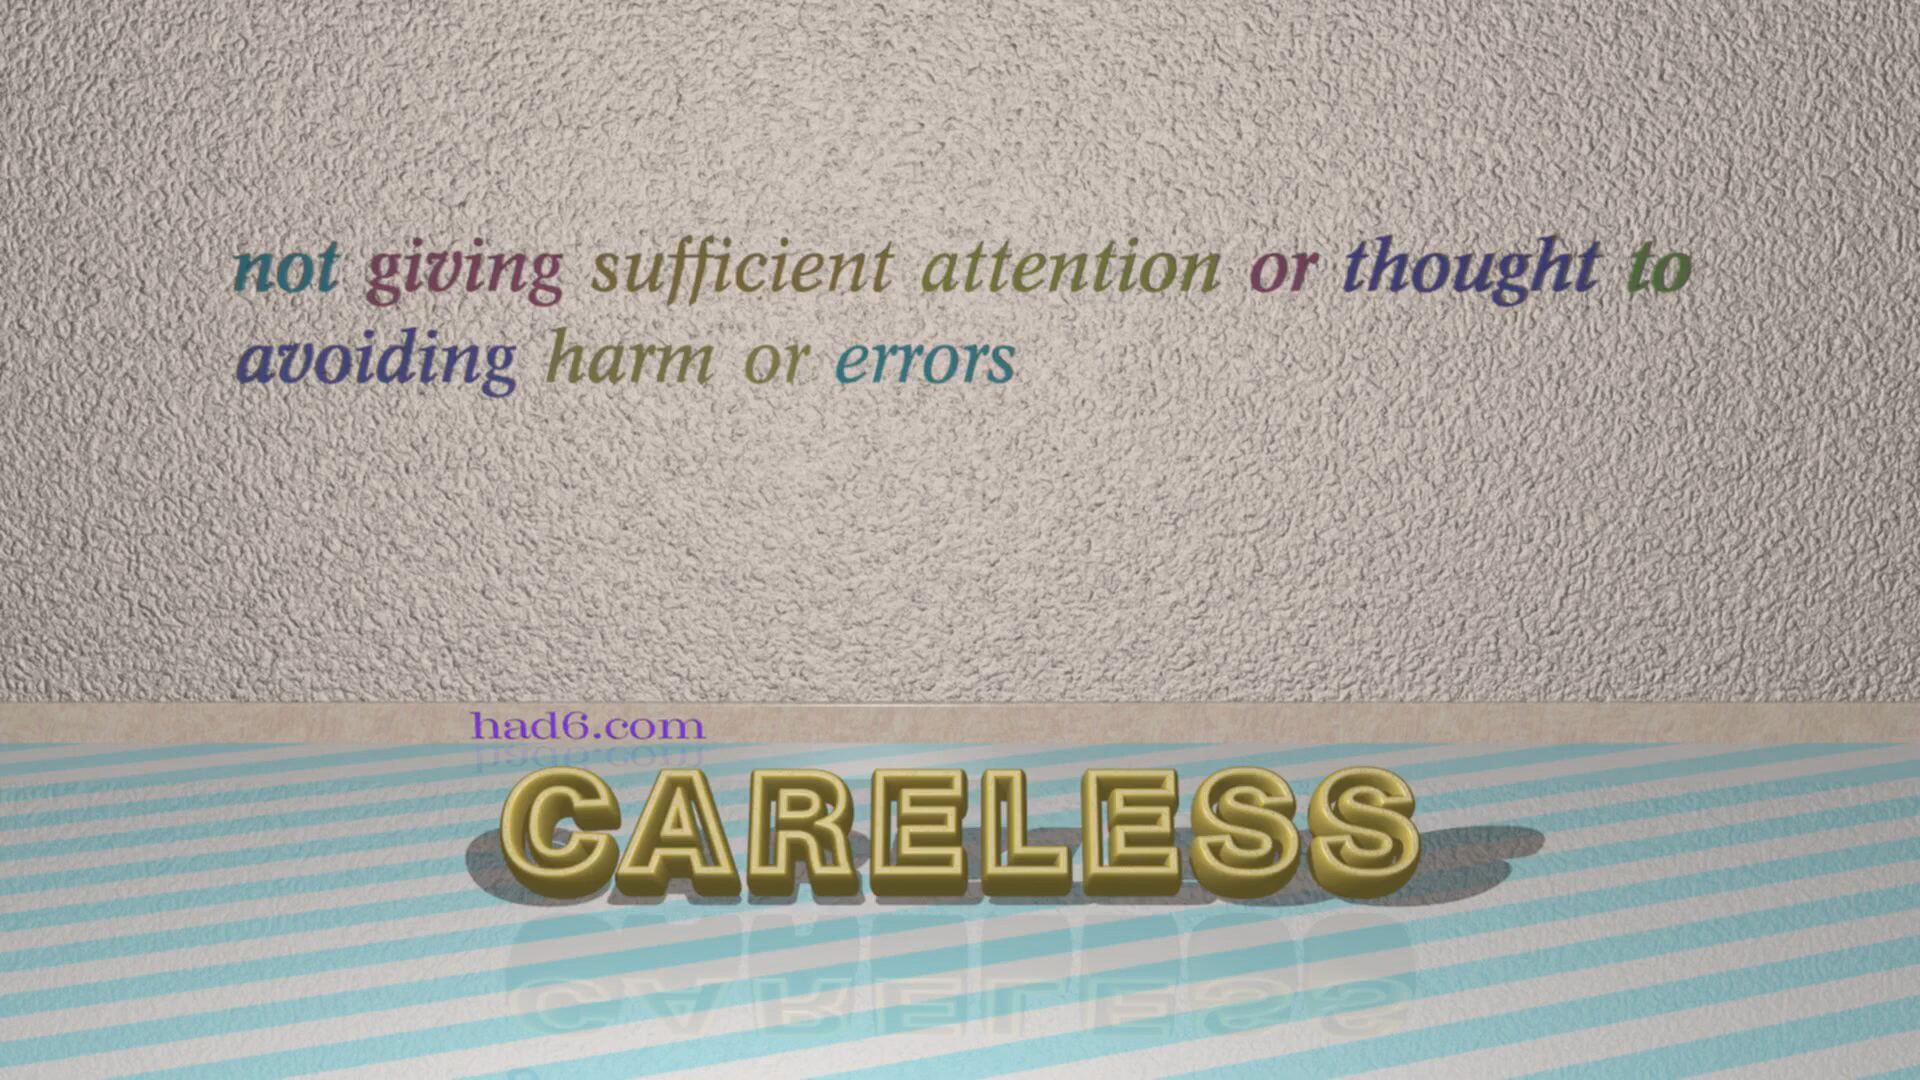 not giving sufficient attention or thought to
avoiding harm or errors
had6.com
CARELESS